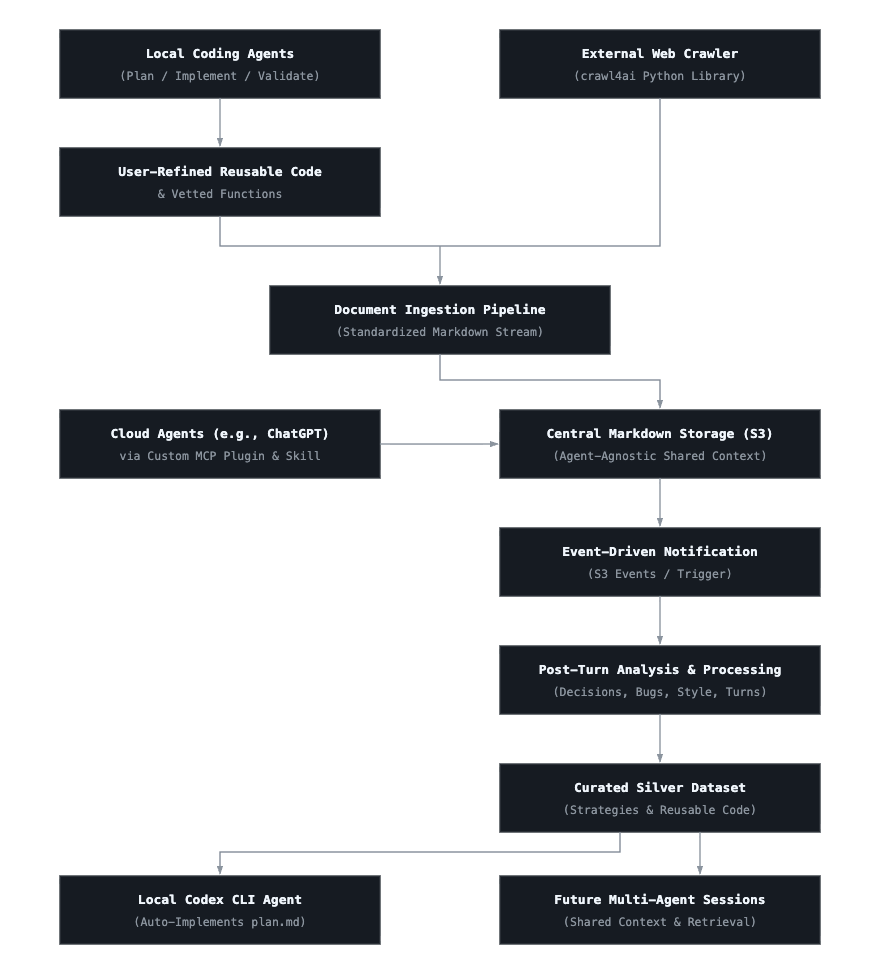 Local Coding Agents
(Plan / Implement / Validate)
External Web Crawler
(crawl4ai Python Library)
User-Refined Reusable Code
& Vetted Functions
Document Ingestion Pipeline
(Standardized Markdown Stream)
Cloud Agents (e.g., ChatGPT)
via Custom MCP Plugin & Skill
Central Markdown Storage (S3)
(Agent-Agnostic Shared Context)
Event-Driven Notification
(S3 Events / Trigger)
Post-Turn Analysis & Processing
(Decisions, Bugs, Style, Turns)
Curated Silver Dataset
(Strategies & Reusable Code)
Local Codex CLI Agent
(Auto-Implements plan.md)
Future Multi-Agent Sessions
(Shared Context & Retrieval)